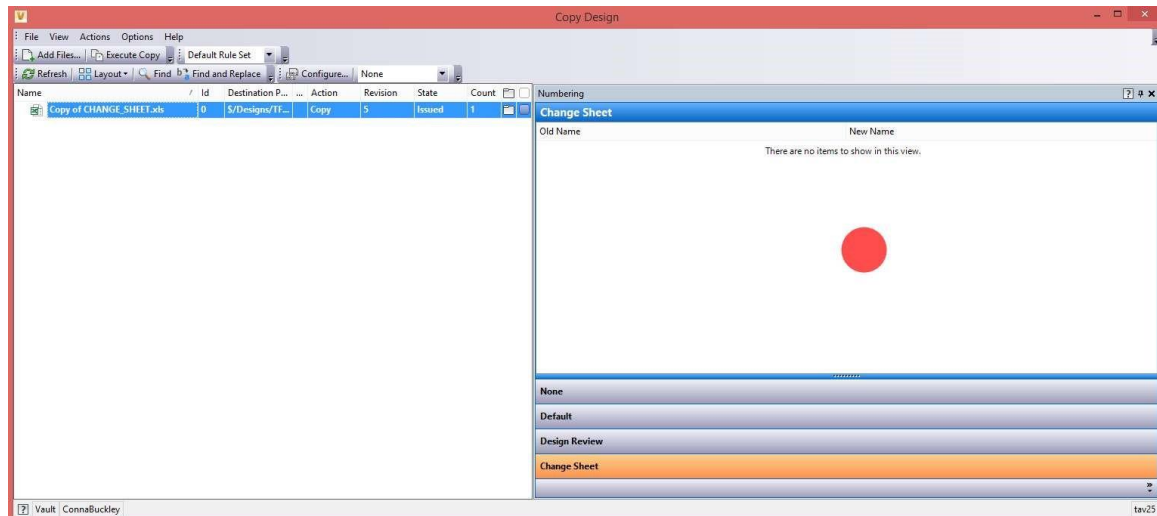 Copy Design
File View Actions Options Help
Add Files... Execute Copy Default Rule Set
Refresh Layout Find Find and Replace Configure... None
Name / Id Destination P... ... Action Revision State Count
Copy of CHANGE_SHEET.xls 0 $/Designs/TF... Copy 5 Issued 1
Numbering
Change Sheet
Old Name New Name
There are no items to show in this view.
None
Default
Design Review
Change Sheet
Vault ConnaBuckley tav25